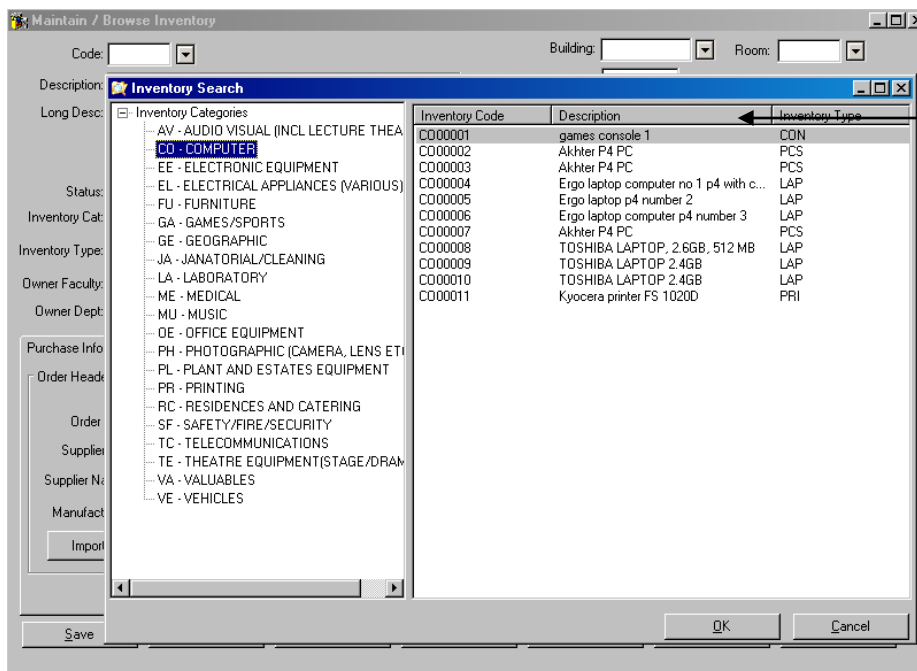 Maintain / Browse Inventory
Code:
Building:
Room:
Description:
Long Desc:
Status:
Inventory Cat:
Inventory Type:
Owner Faculty:
Owner Dept:
Purchase Info
Order Heade
Order
Supplier
Supplier Na
Manufact
Import
Save
Inventory Search
Inventory Categories
AV - AUDIO VISUAL (INCL LECTURE THEA
CO - COMPUTER
EE - ELECTRONIC EQUIPMENT
EL - ELECTRICAL APPLIANCES (VARIOUS)
FU - FURNITURE
GA - GAMES/SPORTS
GE - GEOGRAPHIC
JA - JANATORIAL/CLEANING
LA - LABORATORY
ME - MEDICAL
MU - MUSIC
OE - OFFICE EQUIPMENT
PH - PHOTOGRAPHIC (CAMERA, LENS ET
PL - PLANT AND ESTATES EQUIPMENT
PR - PRINTING
RC - RESIDENCES AND CATERING
SF - SAFETY/FIRE/SECURITY
TC - TELECOMMUNICATIONS
TE - THEATRE EQUIPMENT(STAGE/DRAM
VA - VALUABLES
VE - VEHICLES
Inventory Code Description Inventory Type
CO00001 games console 1 CON
CO00002 Akhter P4 PC PCS
CO00003 Akhter P4 PC PCS
CO00004 Ergo laptop computer no 1 p4 with c... LAP
CO00005 Ergo laptop p4 number 2 LAP
CO00006 Ergo laptop computer p4 number 3 LAP
CO00007 Akhter P4 PC PCS
CO00008 TOSHIBA LAPTOP, 2.6GB, 512 MB LAP
CO00009 TOSHIBA LAPTOP 2.4GB LAP
CO00010 TOSHIBA LAPTOP 2.4GB LAP
CO00011 Kyocera printer FS 1020D PRI
OK
Cancel